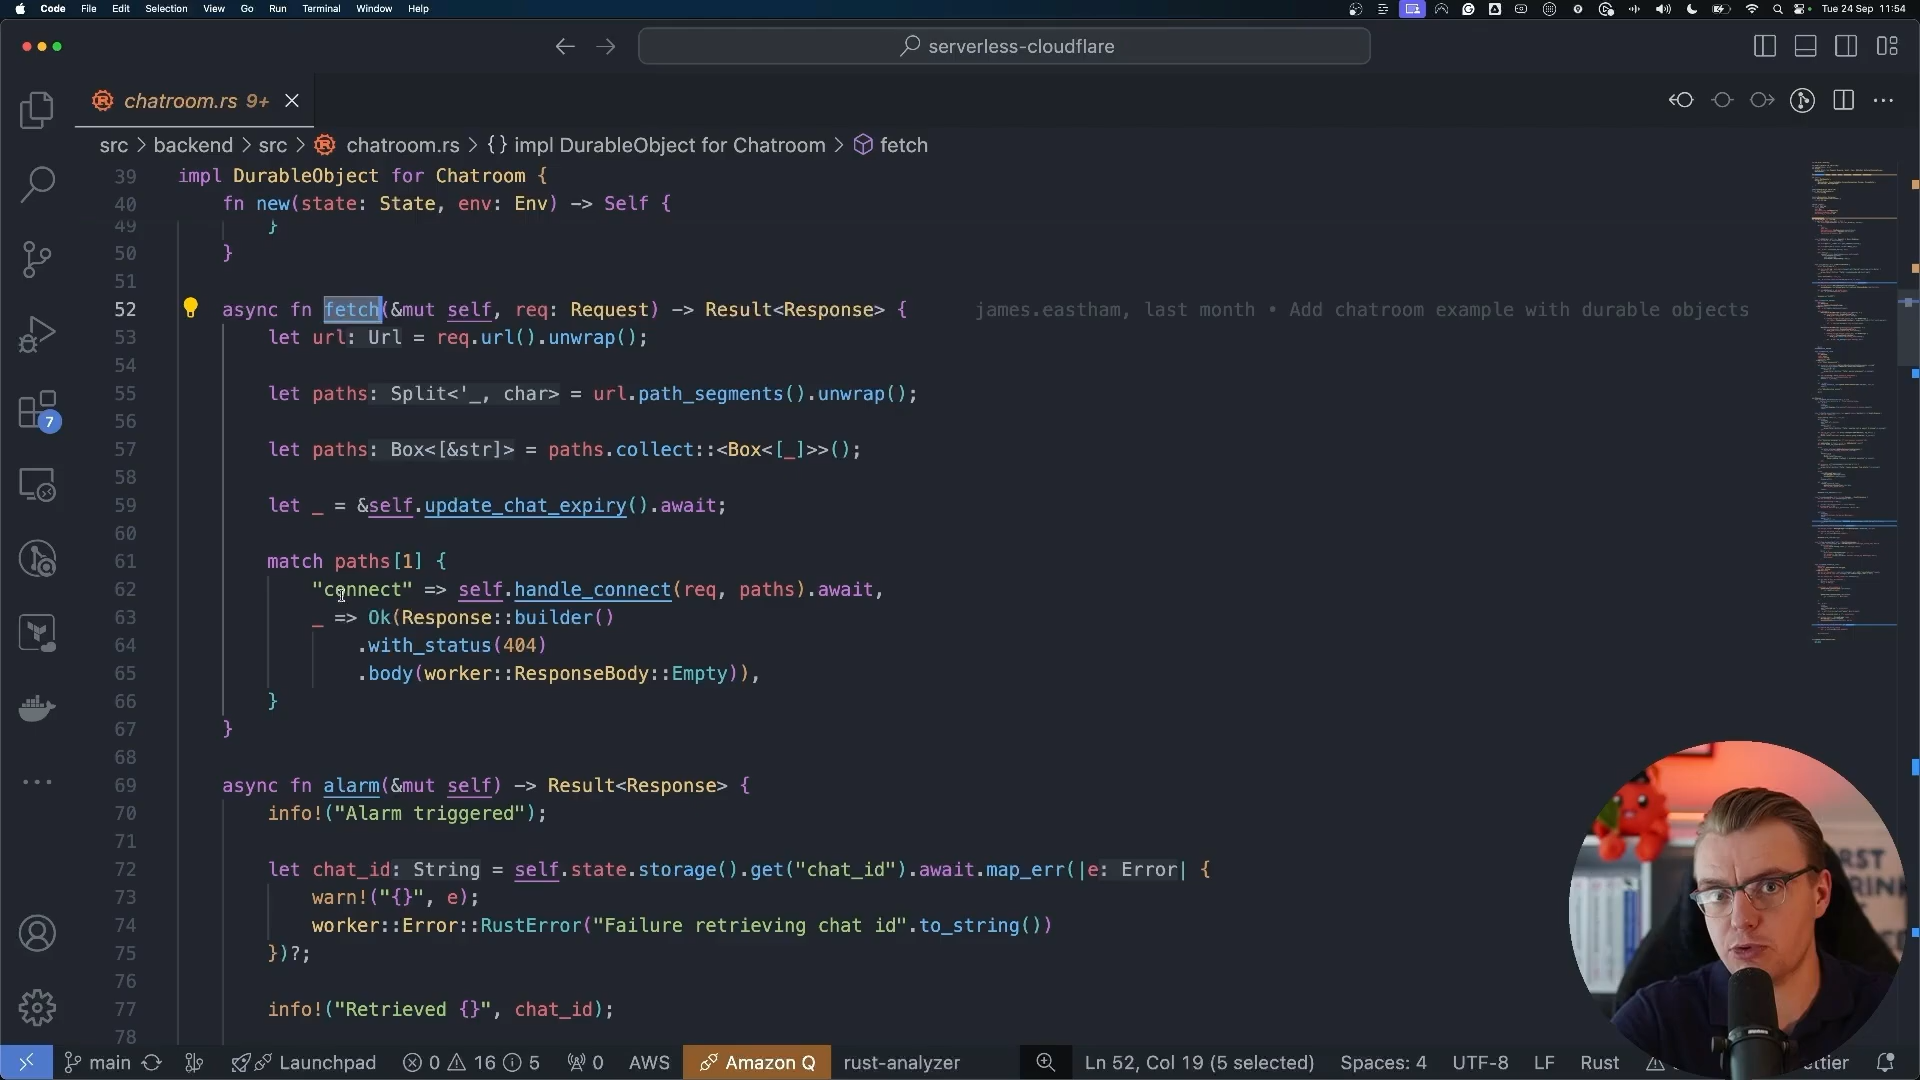 Code File Edit Selection View Go Run Terminal Window Help Tue 24 Sep 11:54
serverless-cloudflare
chatroom.rs 9+
src > backend > src > chatroom.rs > {} impl DurableObject for Chatroom > fetch
39 impl DurableObject for Chatroom {
40 fn new(state: State, env: Env) -> Self {
49 }
50 }
51
52 async fn fetch(&mut self, req: Request) -> Result<Response> { james.eastham, last month • Add chatroom example with durable objects
53 let url: Url = req.url().unwrap();
54
55 let paths: Split<'_, char> = url.path_segments().unwrap();
56
57 let paths: Box<[&str]> = paths.collect::<Box<[_]>>();
58
59 let _ = &self.update_chat_expiry().await;
60
61 match paths[1] {
62 "connect" => self.handle_connect(req, paths).await,
63 _ => Ok(Response::builder()
64 .with_status(404)
65 .body(worker::ResponseBody::Empty)),
66 }
67 }
68
69 async fn alarm(&mut self) -> Result<Response> {
70 info!("Alarm triggered");
71
72 let chat_id: String = self.state.storage().get("chat_id").await.map_err(|e: Error| {
73 warn!("{}", e);
74 worker::Error::RustError("Failure retrieving chat id".to_string())
75 })?;
76
77 info!("Retrieved {}", chat_id);
78
7
main Launchpad 0 16 5 0 AWS Amazon Q rust-analyzer Ln 52, Col 19 (5 selected) Spaces: 4 UTF-8 LF Rust